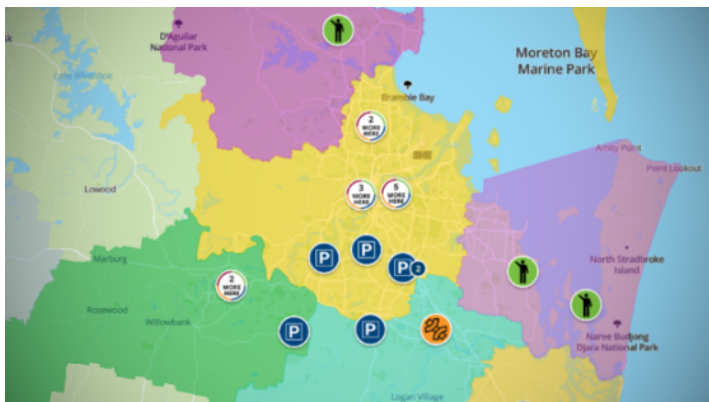 D'Aguilar
National Park
Moreton Bay
Marine Park
Bramble Bay
2
MORE
HERE
Amity Point
Point Lookout
Lowood
3
MORE
HERE
5
MORE
HERE
P
P
P
2
Marburg
North Stradbroke
Island
2
MORE
HERE
Rosewood
Willowbank
P
P
Naree Budjong
Djara National Park
Logan Village